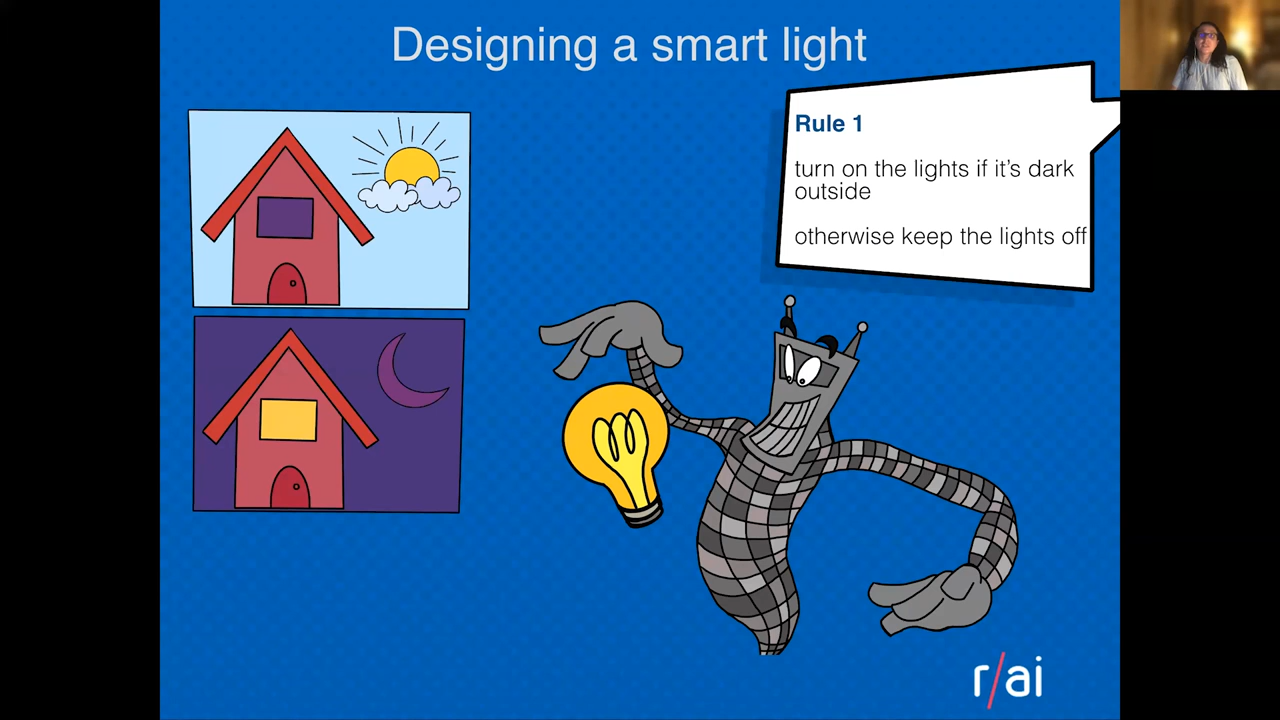 Designing a smart light
Rule 1
turn on the lights if it's dark
outside
otherwise keep the lights off
r/ai